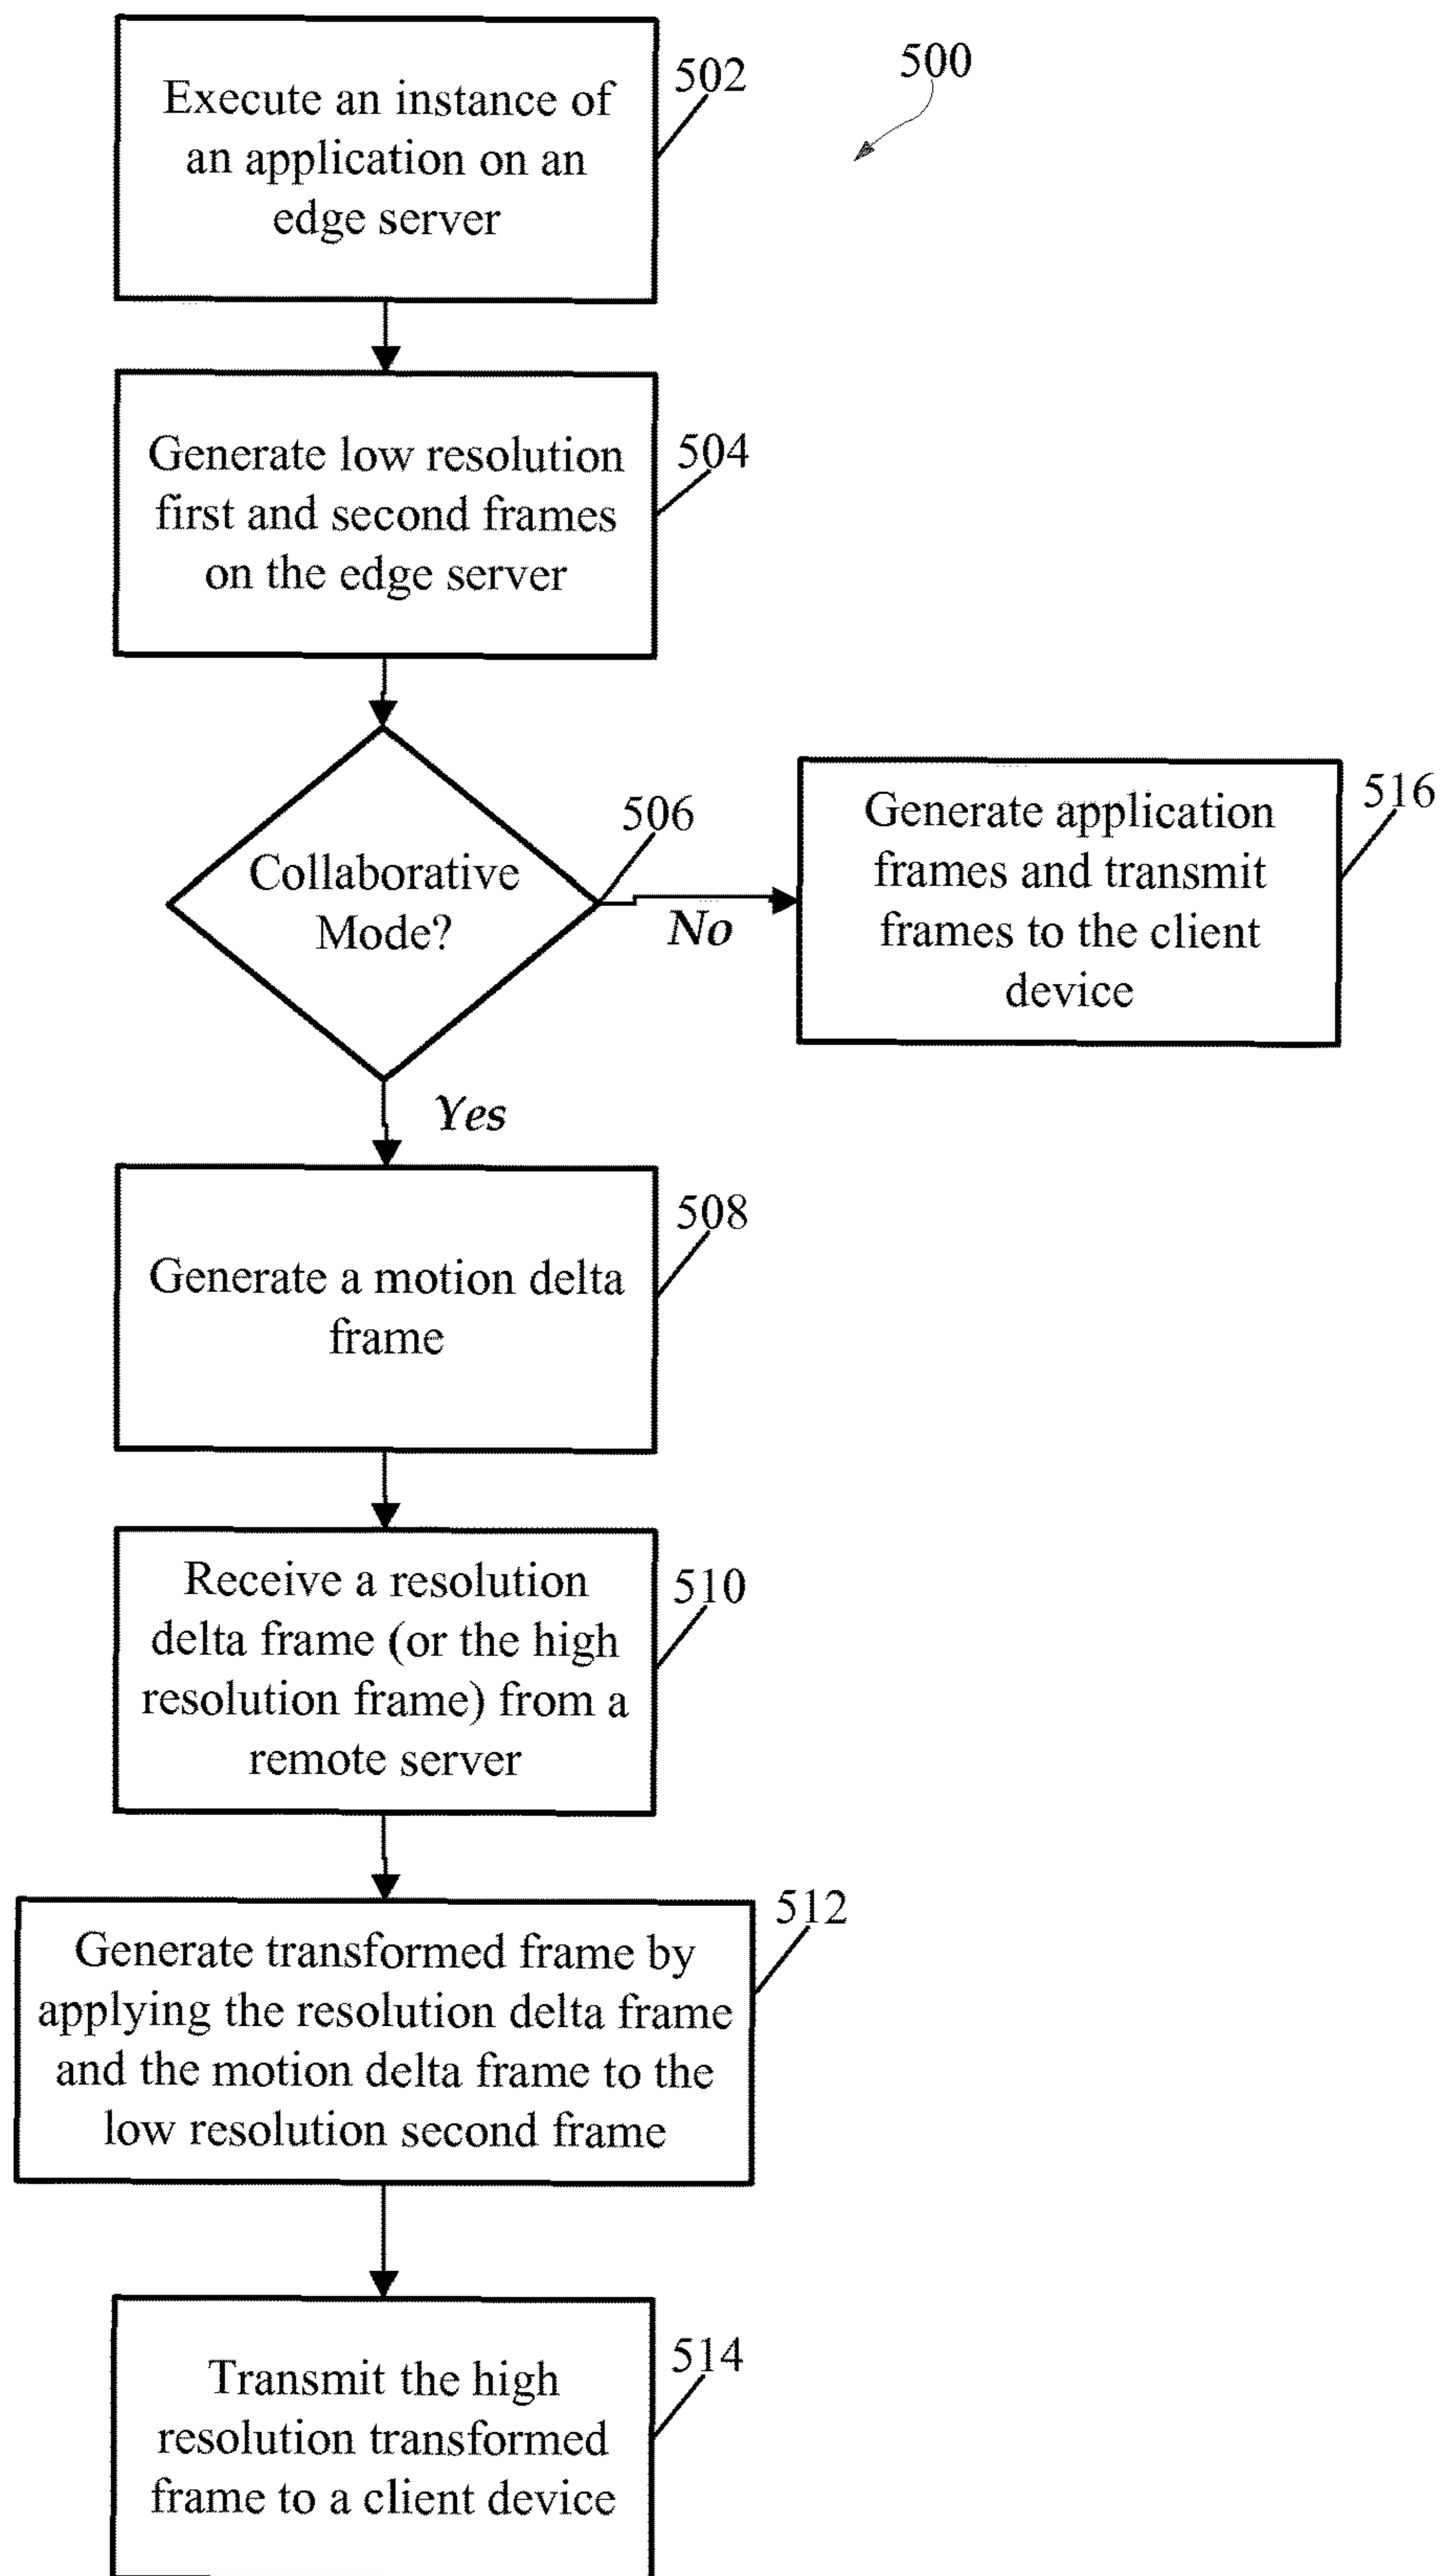 500
502
Execute an instance of
an application on an
edge server
504
Generate low resolution
first and second frames
on the edge server
506
Collaborative
Mode?
No
516
Generate application
frames and transmit
frames to the client
device
Yes
508
Generate a motion delta
frame
510
Receive a resolution
delta frame (or the high
resolution frame) from a
remote server
512
Generate transformed frame by
applying the resolution delta frame
and the motion delta frame to the
low resolution second frame
514
Transmit the high
resolution transformed
frame to a client device